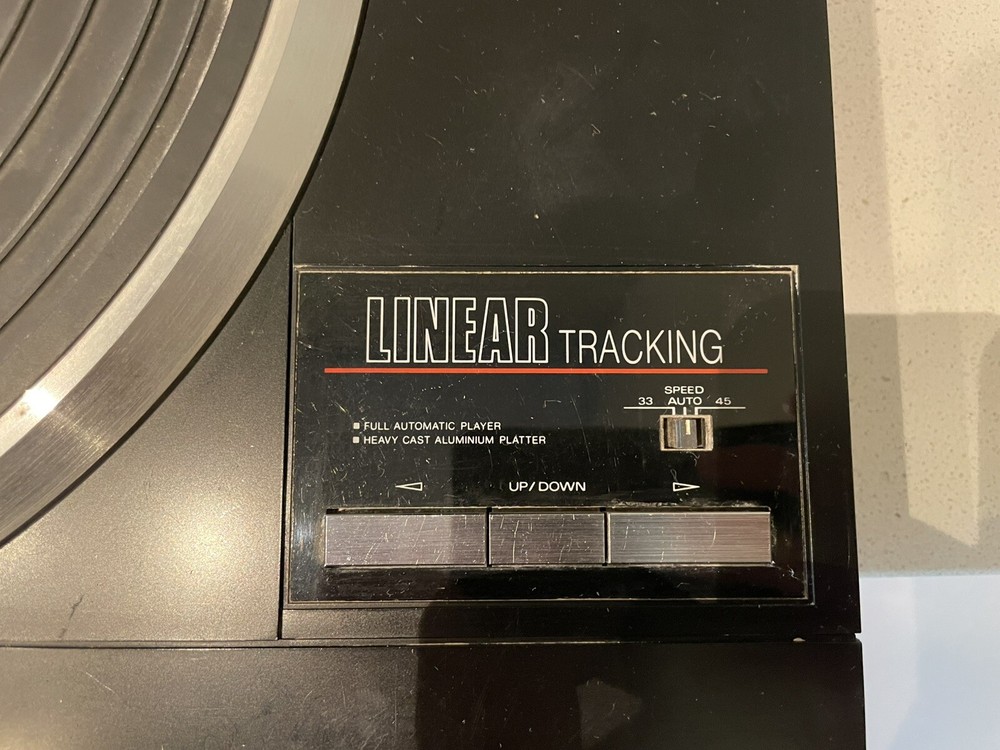 LINEAR TRACKING
SPEED
33 AUTO 45
■ FULL AUTOMATIC PLAYER
■ HEAVY CAST ALUMINIUM PLATTER
UP/DOWN